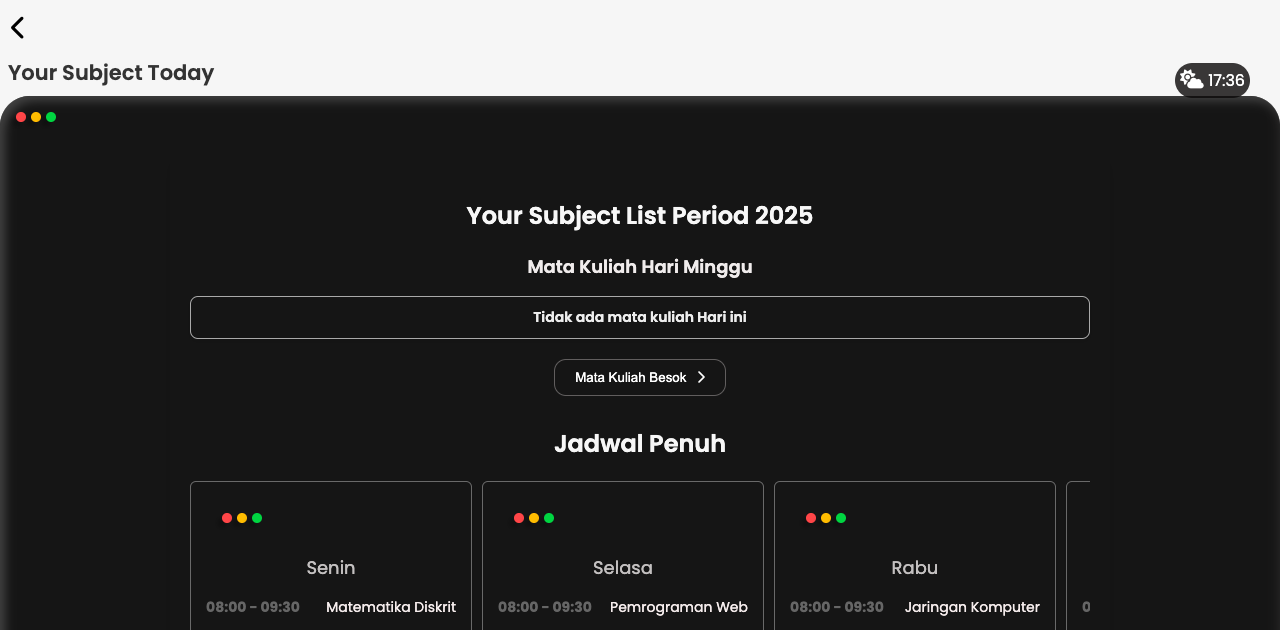 Your Subject Today
17:36
Your Subject List Period 2025
Mata Kuliah Hari Minggu
Tidak ada mata kuliah Hari ini
Mata Kuliah Besok
Jadwal Penuh
Senin
08:00 - 09:30 Matematika Diskrit
Selasa
08:00 - 09:30 Pemrograman Web
Rabu
08:00 - 09:30 Jaringan Komputer